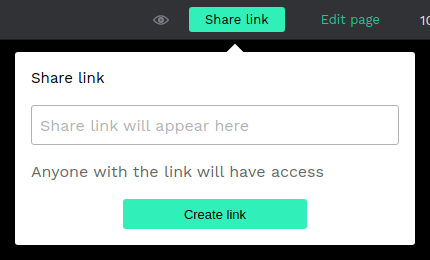 Share link
Edit page
10
Share link
Share link will appear here
Anyone with the link will have access
Create link